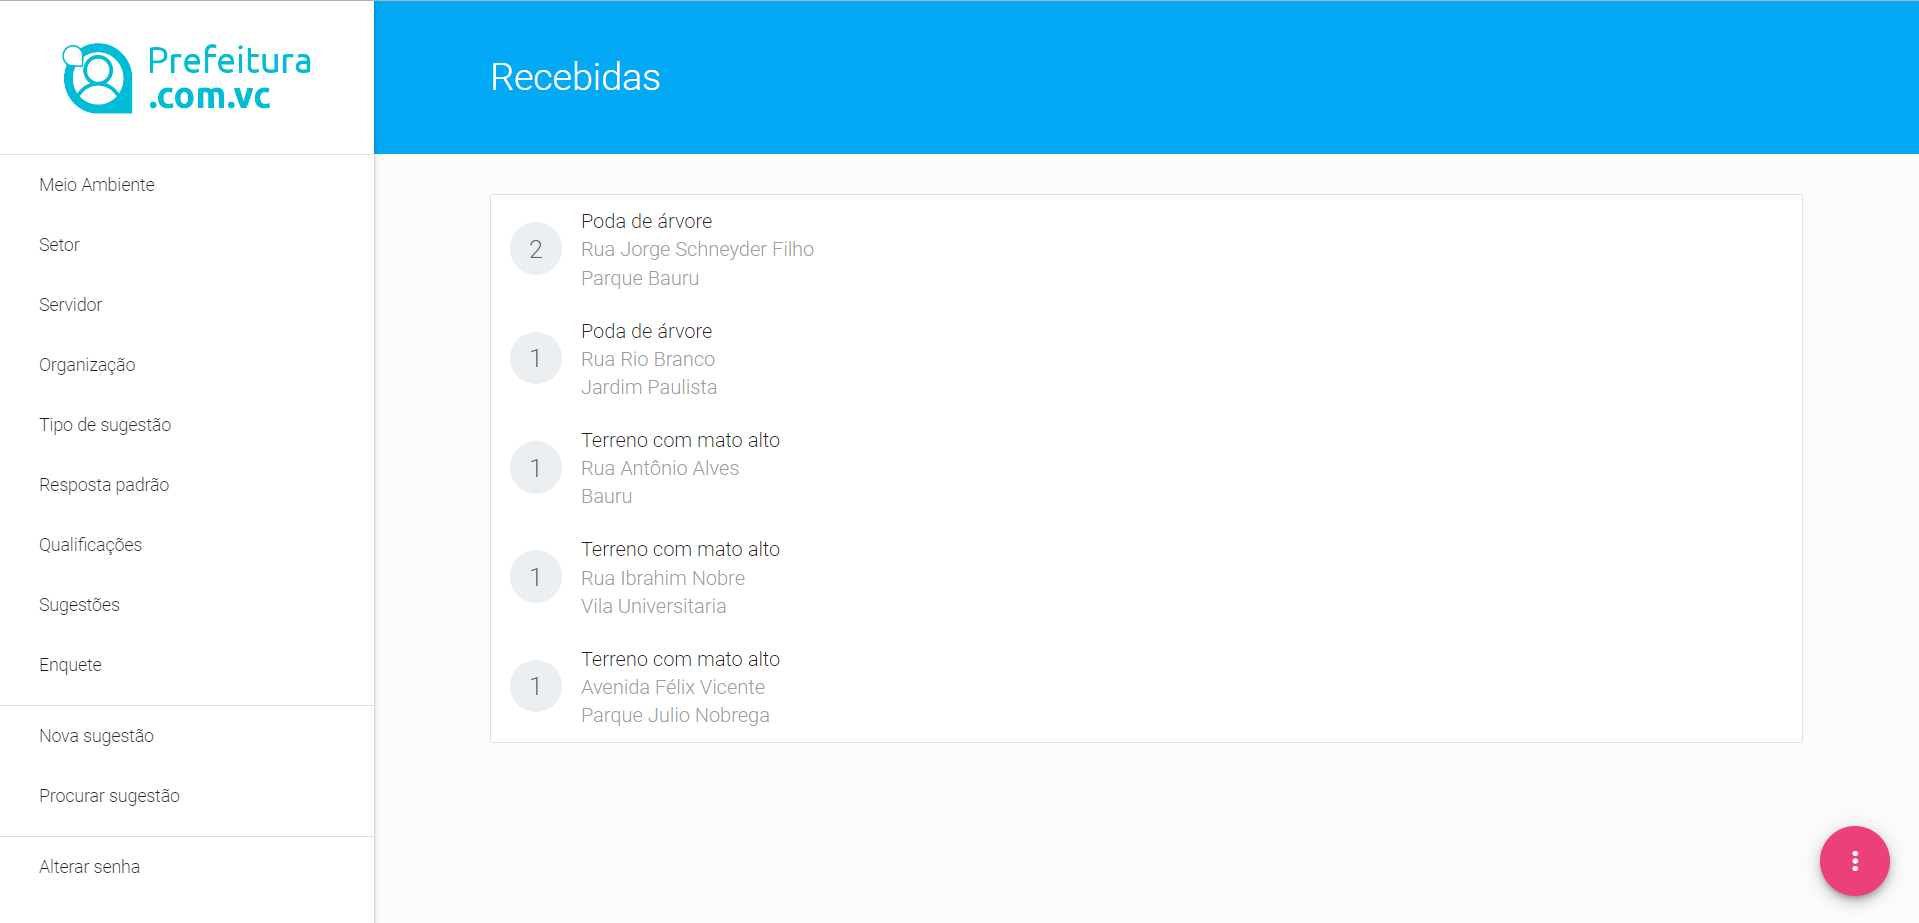 Prefeitura
.com.vc
Meio Ambiente
Setor
Servidor
Organização
Tipo de sugestão
Resposta padrão
Qualificações
Sugestões
Enquete
Nova sugestão
Procurar sugestão
Alterar senha
Recebidas
2
Poda de árvore
Rua Jorge Schneyder Filho
Parque Bauru
1
Poda de árvore
Rua Rio Branco
Jardim Paulista
1
Terreno com mato alto
Rua Antônio Alves
Bauru
1
Terreno com mato alto
Rua Ibrahim Nobre
Vila Universitaria
1
Terreno com mato alto
Avenida Félix Vicente
Parque Julio Nobrega